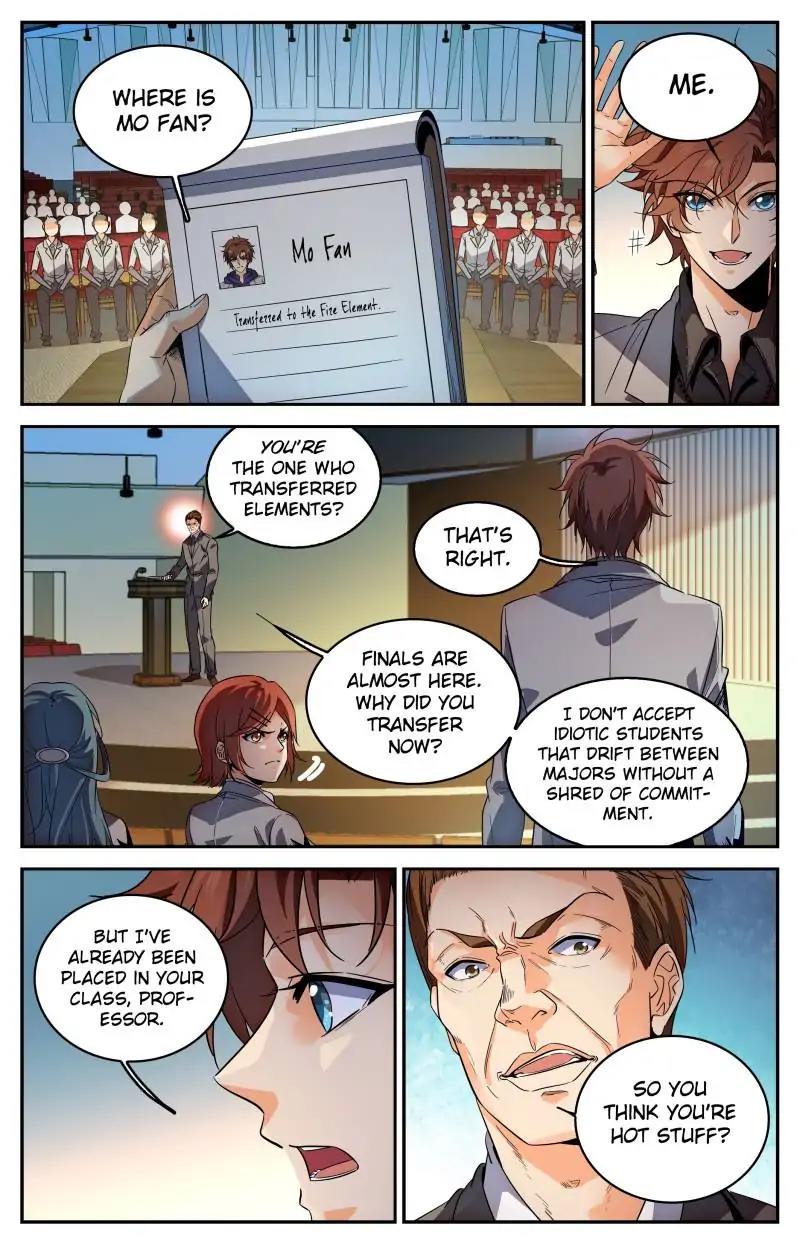 WHERE IS
MO FAN?
Mo Fan
Transferred to the Fire Element.
ME.
YOU'RE
THE ONE WHO
TRANSFERRED
ELEMENTS?
THAT'S
RIGHT.
FINALS ARE
ALMOST HERE.
WHY DID YOU
TRANSFER
NOW?
I DON'T ACCEPT
IDIOTIC STUDENTS
THAT DRIFT BETWEEN
MAJORS WITHOUT A
SHRED OF COMMIT-
MENT.
BUT I'VE
ALREADY BEEN
PLACED IN YOUR
CLASS, PROF-
ESSOR.
SO YOU
THINK YOU'RE
HOT STUFF?